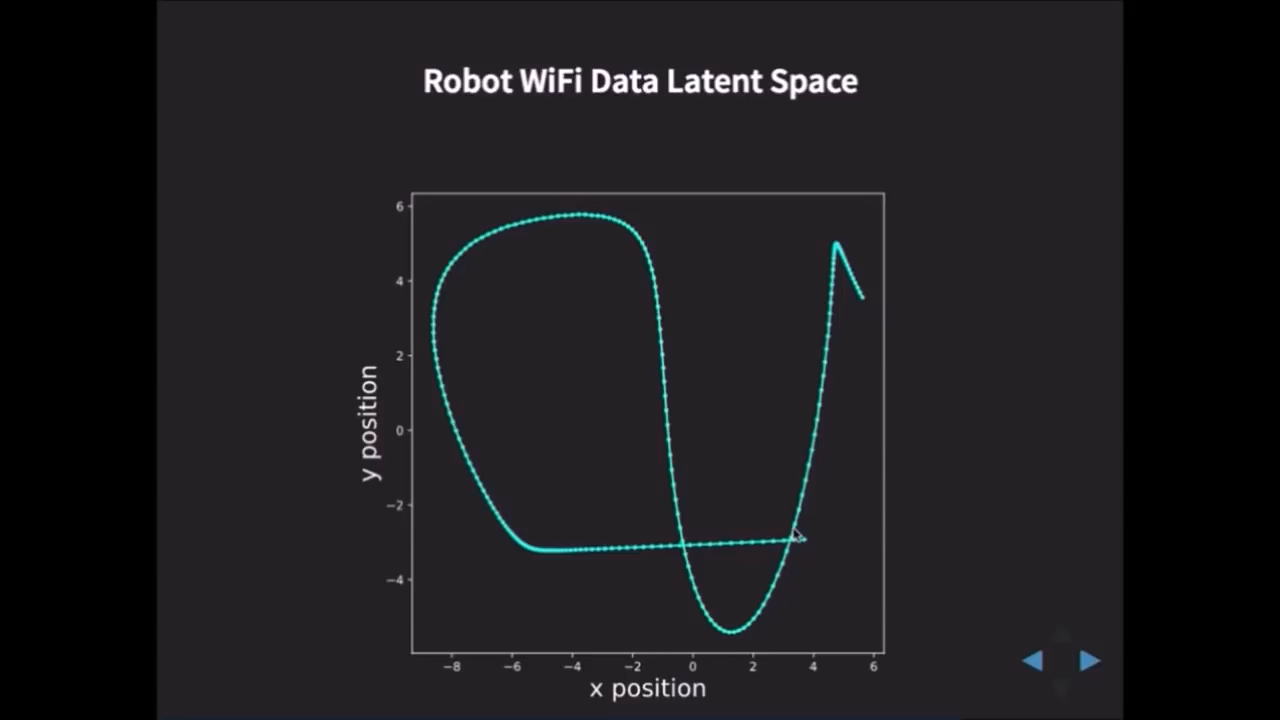 Robot WiFi Data Latent Space
6
4
2
0
−2
−4
y position
−8 −6 −4 −2 0 2 4 6
x position